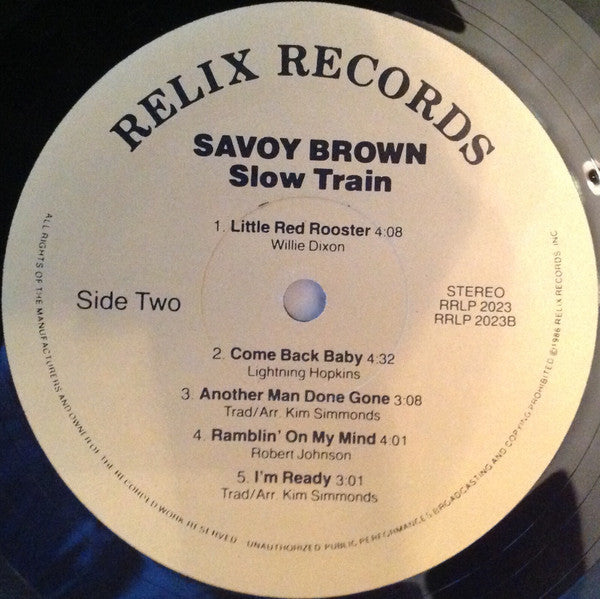 RELIX RECORDS
SAVOY BROWN
Slow Train
1. Little Red Rooster 4:08
Willie Dixon
Side Two
STEREO
RRLP 2023
RRLP 2023B
2. Come Back Baby 4:32
Lightning Hopkins
3. Another Man Done Gone 3:08
Trad/Arr. Kim Simmonds
4. Ramblin' On My Mind 4:01
Robert Johnson
5. I'm Ready 3:01
Trad/Arr. Kim Simmonds
ALL RIGHTS OF THE MANUFACTURERS AND OWNER OF THE RECORDED WORK RESERVED UNAUTHORIZED PUBLIC PERFORMANCES BROADCASTING AND COPYING PROHIBITED ©1986 RELIX RECORDS, INC.